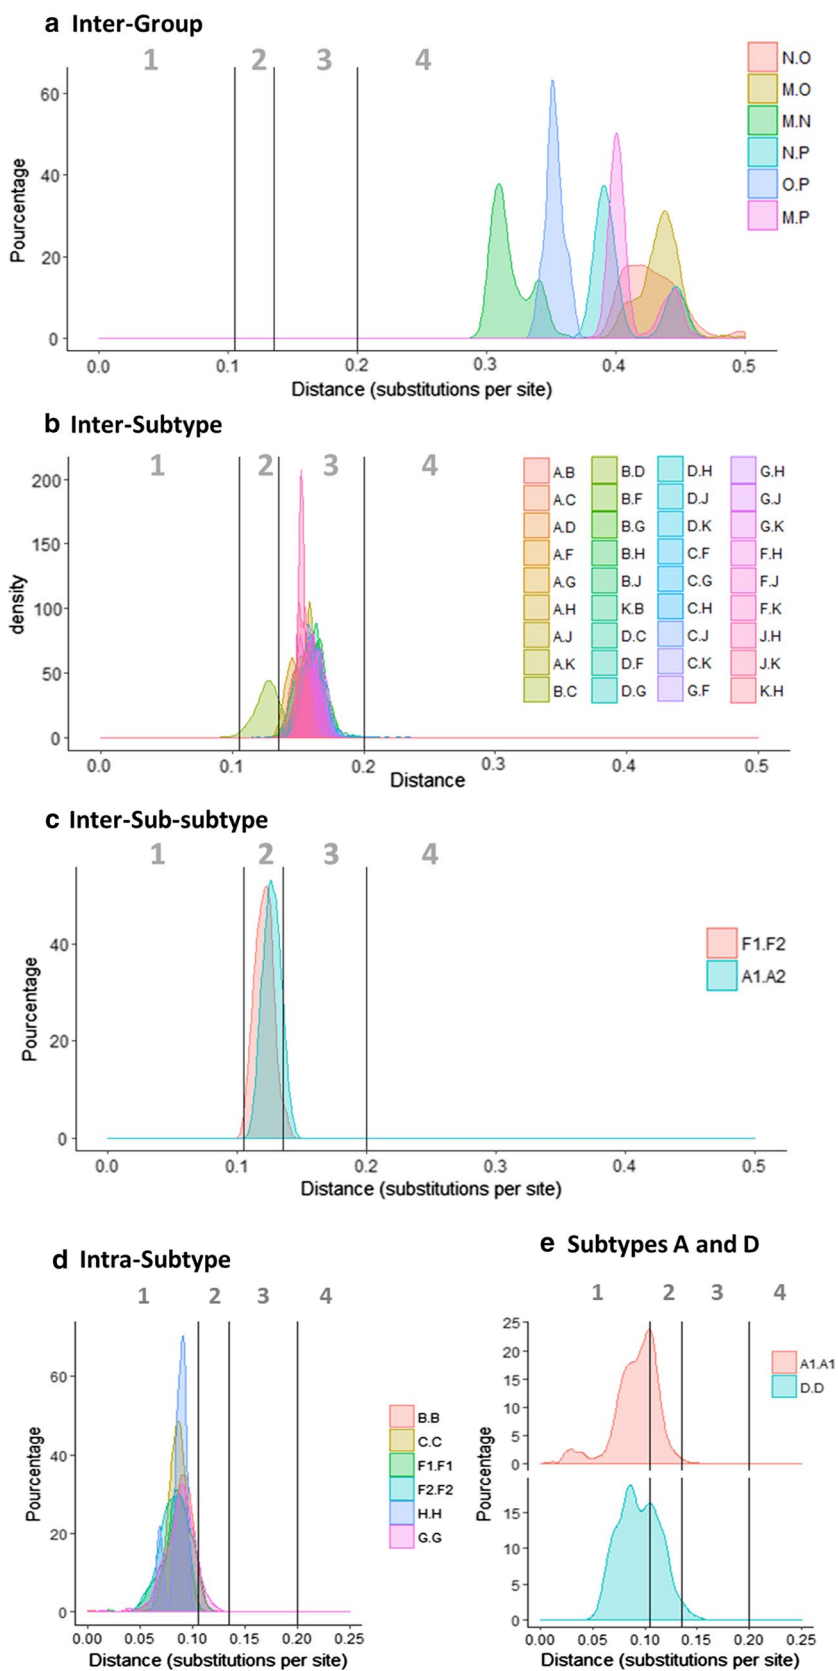 a Inter-Group
1 2 3 4
60
40
20
0
Pourcentage
0.0 0.1 0.2 0.3 0.4 0.5
Distance (substitutions per site)
N.O
M.O
M.N
N.P
O.P
M.P
b Inter-Subtype
1 2 3 4
200
150
100
50
0
density
0.0 0.1 0.2 0.3 0.4 0.5
Distance
A.B B.D D.H G.H
A.C B.F D.J G.J
A.D B.G D.K G.K
A.F B.H C.F F.H
A.G B.J C.G F.J
A.H K.B C.H F.K
A.J D.C C.J J.H
A.K D.F C.K J.K
B.C D.G G.F K.H
c Inter-Sub-subtype
1 2 3 4
40
20
0
Pourcentage
0.0 0.1 0.2 0.3 0.4 0.5
Distance (substitutions per site)
F1.F2
A1.A2
d Intra-Subtype
1 2 3 4
60
40
20
0
Pourcentage
0.00 0.05 0.10 0.15 0.20 0.25
Distance (substitutions per site)
B.B
C.C
F1.F1
F2.F2
H.H
G.G
e Subtypes A and D
1 2 3 4
25
20
15
10
5
15
10
5
0
Pourcentage
0.00 0.05 0.10 0.15 0.20 0.25
Distance (substitutions per site)
A1.A1
D.D